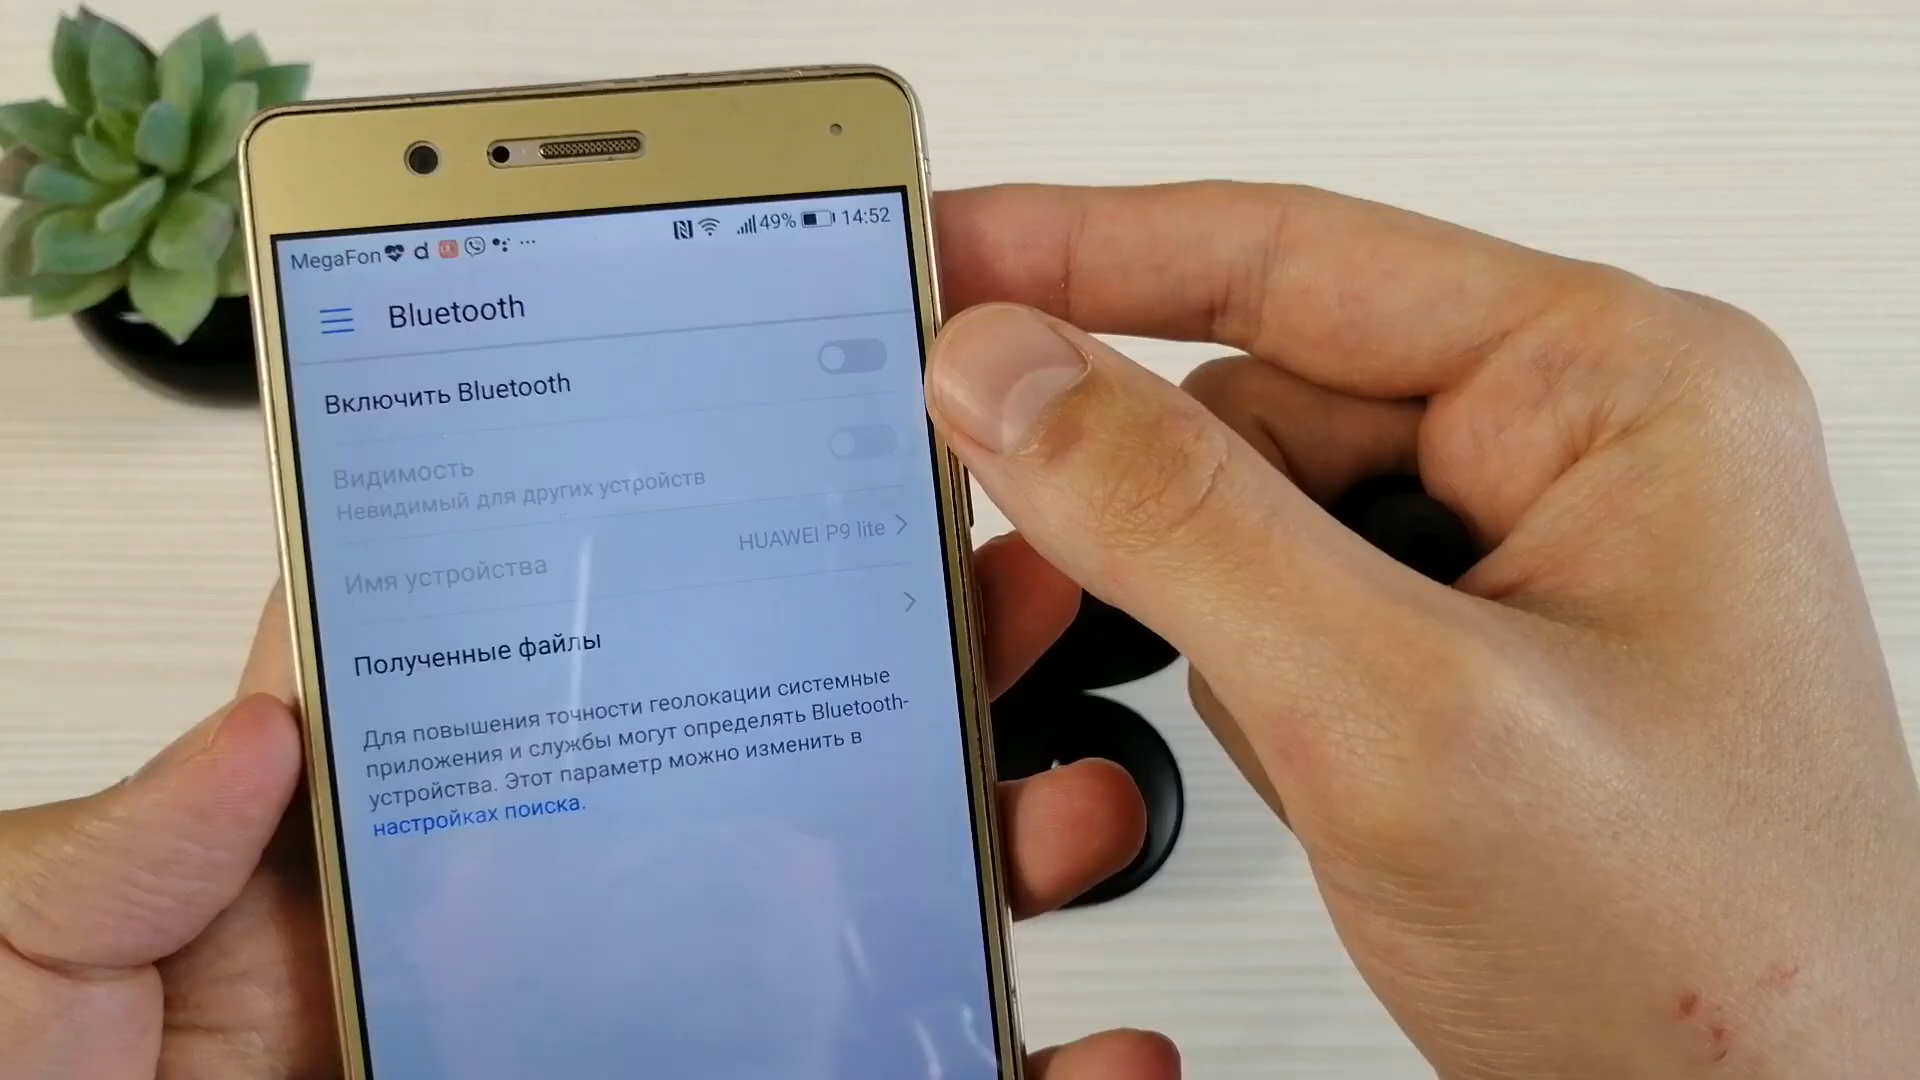 MegaFon 49% 14:52
Bluetooth
Включить Bluetooth
Видимость
Невидимый для других устройств
Имя устройства HUAWEI P9 lite
Полученные файлы
Для повышения точности геолокации системные
приложения и службы могут определять Bluetooth-
устройства. Этот параметр можно изменить в
настройках поиска.